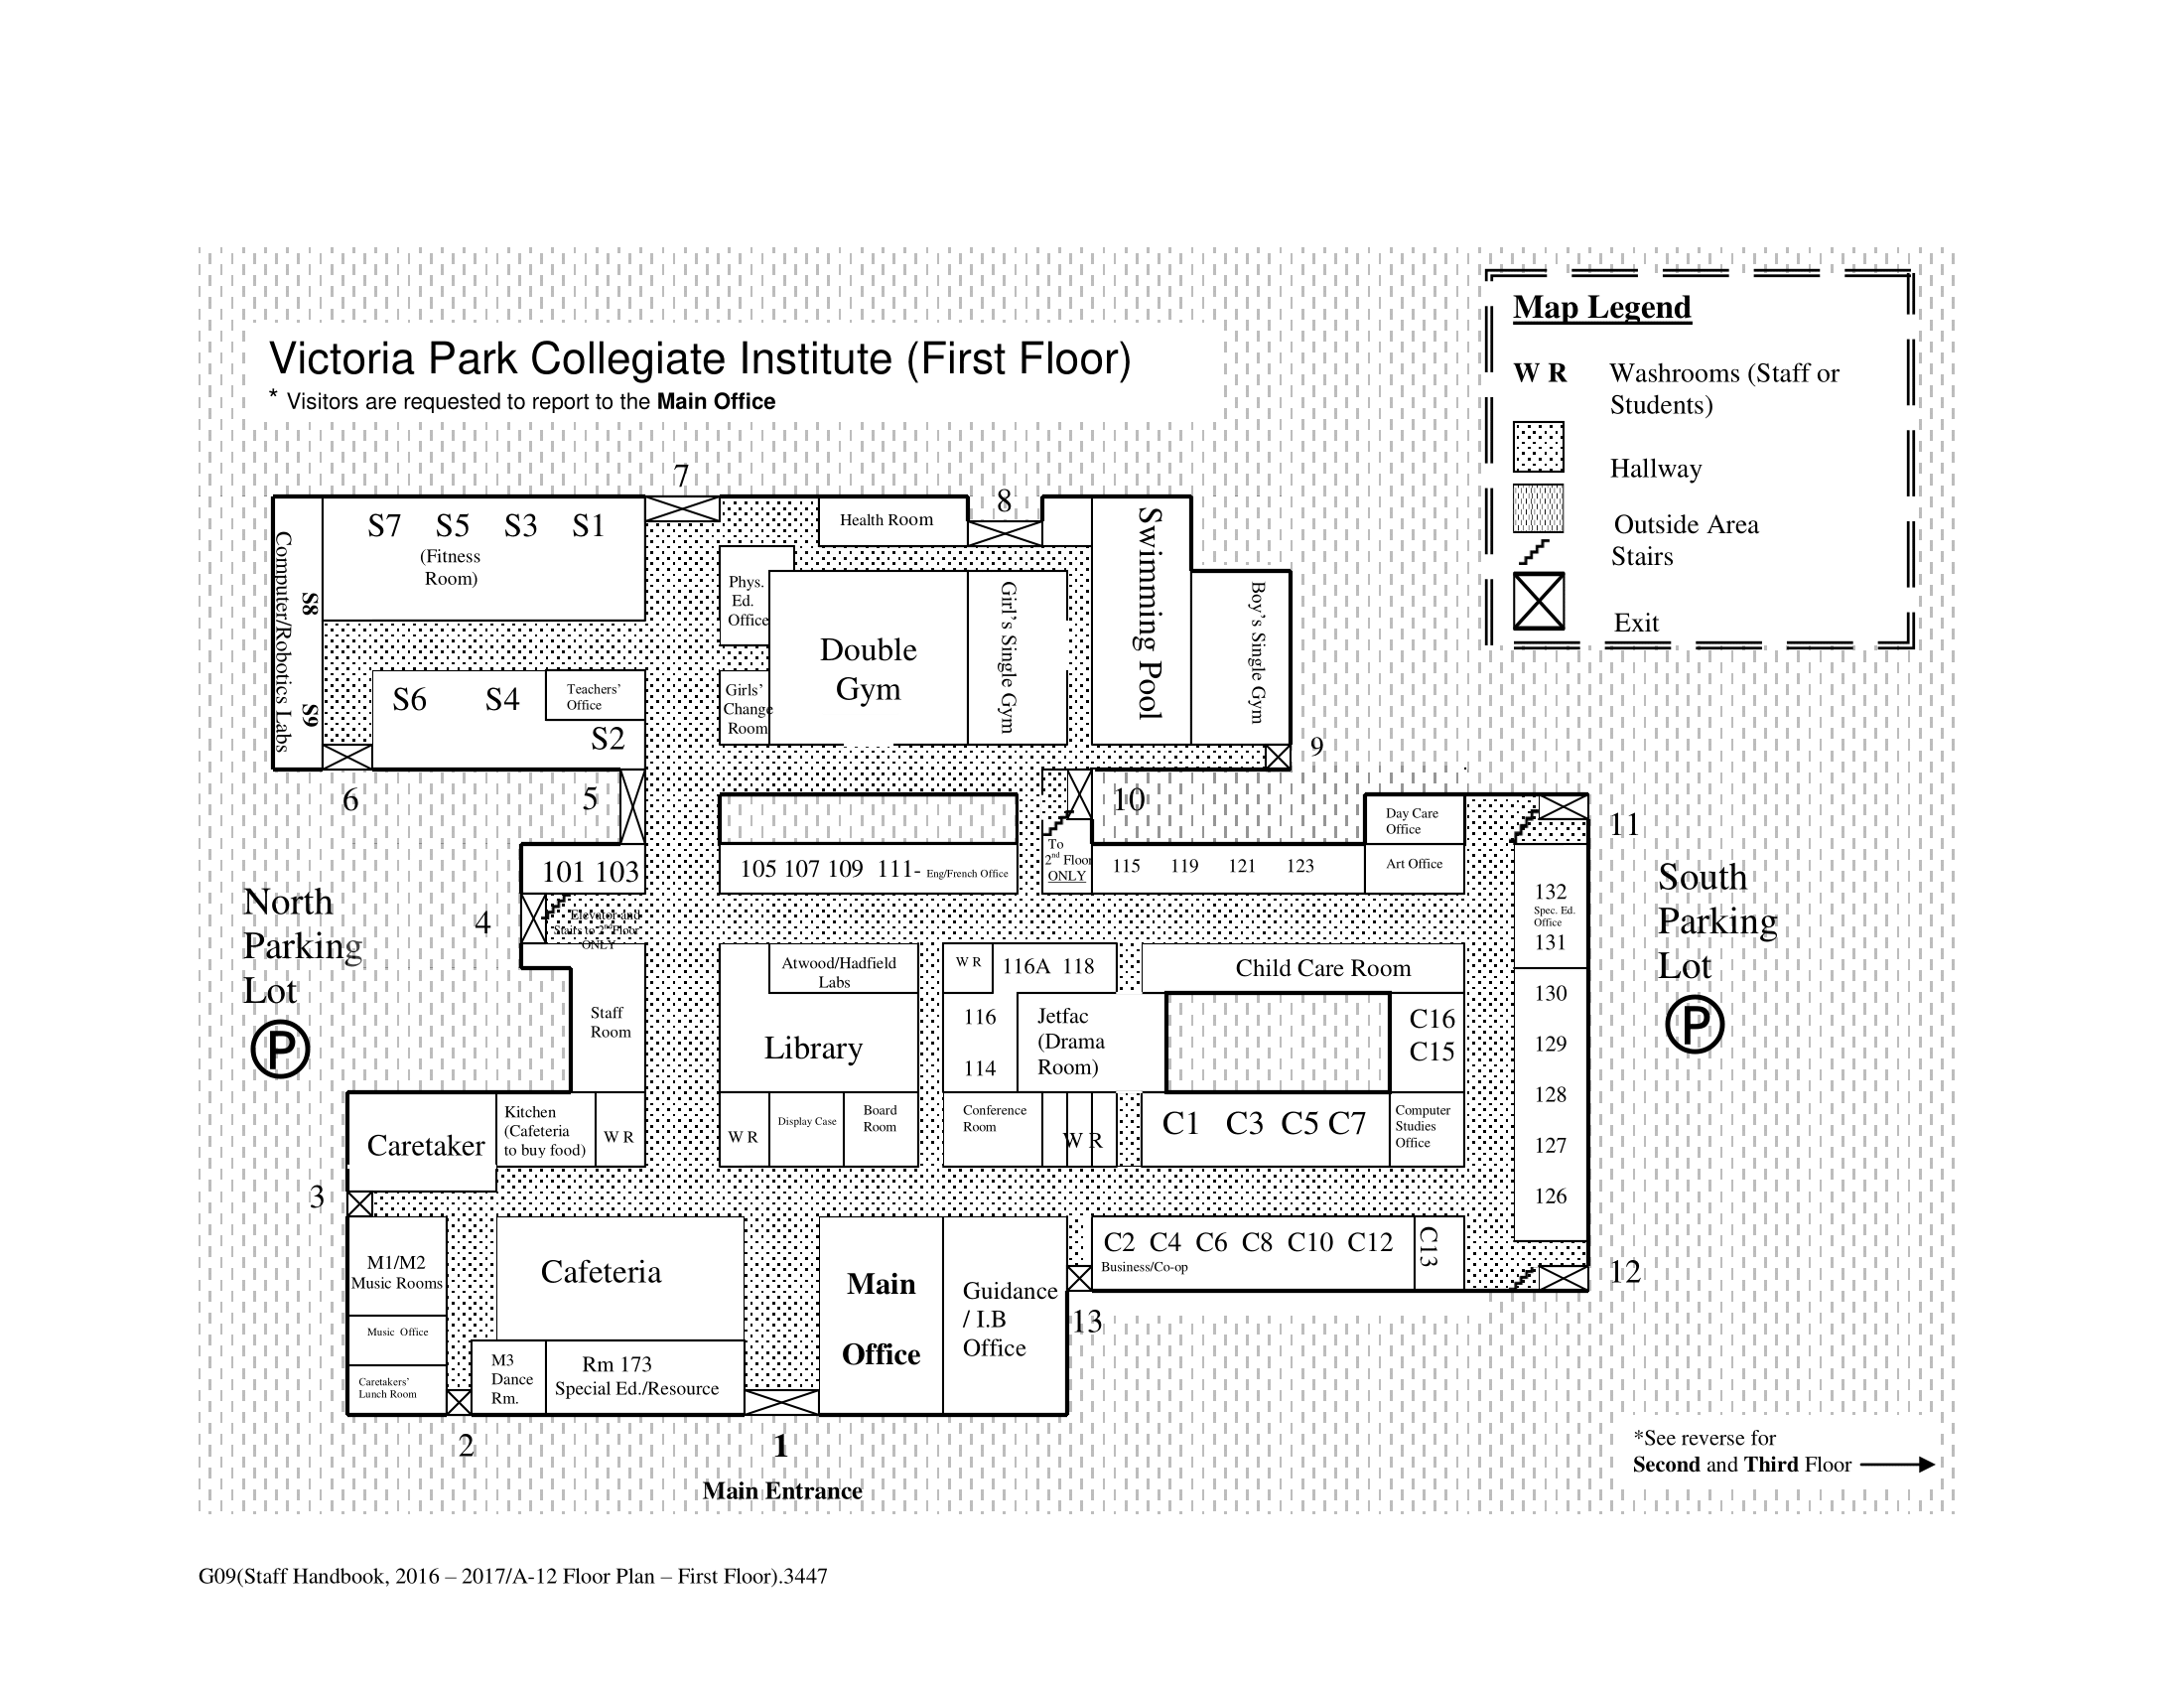 Victoria Park Collegiate Institute (First Floor)
* Visitors are requested to report to the Main Office
Map Legend
W R Washrooms (Staff or
Students)
Hallway
Outside Area
Stairs
Exit
7
8
S7 S5 S3 S1
(Fitness
Room)
Computer/Robotics Labs
S8
S9
Health Room
Phys.
Ed.
Office
Double
Gym
Girl's Single Gym
Swimming Pool
Boy's Single Gym
S6 S4
Teachers'
Office
S2
Girls'
Change
Room
9
6
5
10
11
Day Care
Office
101 103
105 107 109 111- Eng/French Office
To
2nd Floor
ONLY
115 119 121 123
Art Office
North
Parking
Lot
P
4
Elevator and
Stairs to 2nd Floor
ONLY
South
Parking
Lot
P
132
Spec. Ed.
Office
131
130
129
128
127
126
Staff
Room
Atwood/Hadfield
Labs
Library
W R
116A 118
116
114
Jetfac
(Drama
Room)
Child Care Room
C16
C15
Caretaker
Kitchen
(Cafeteria
to buy food)
W R
W R
Display Case
Board
Room
Conference
Room
W R
C1 C3 C5 C7
Computer
Studies
Office
3
M1/M2
Music Rooms
Music Office
Caretakers'
Lunch Room
Cafeteria
M3
Dance
Rm.
Rm 173
Special Ed./Resource
Main
Office
Guidance
/ I.B
Office
C2 C4 C6 C8 C10 C12
Business/Co-op
C13
12
13
2
1
Main Entrance
*See reverse for
Second and Third Floor
G09(Staff Handbook, 2016 – 2017/A-12 Floor Plan – First Floor).3447